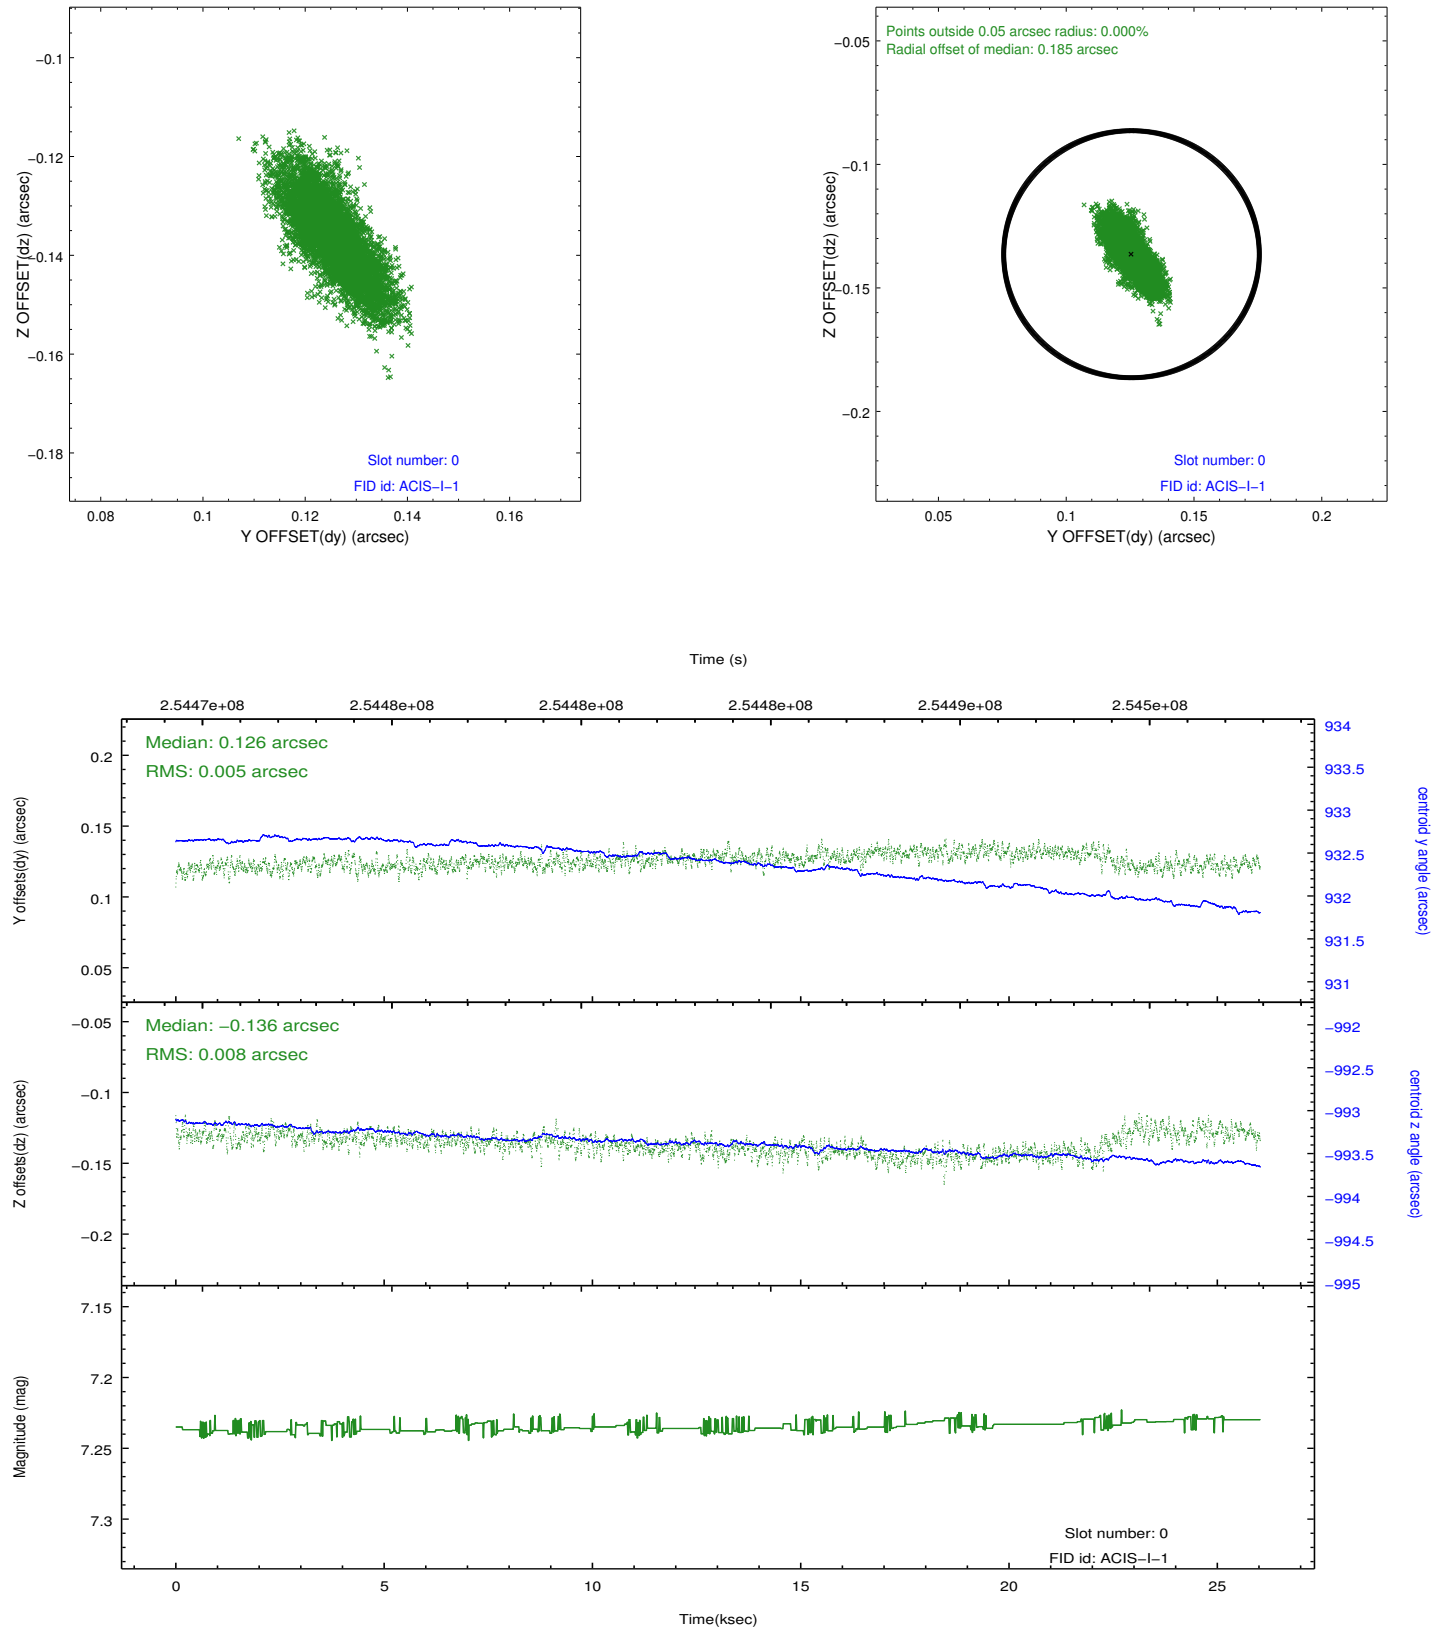 Points outside 0.05 arcsec radius: 0.000%
Radial offset of median: 0.185 arcsec
−0.1
−0.12
−0.14
−0.16
−0.18
Z OFFSET(dz) (arcsec)
Slot number: 0
FID id: ACIS−I−1
0.08 0.1 0.12 0.14 0.16
Y OFFSET(dy) (arcsec)
−0.05
−0.1
−0.15
−0.2
Z OFFSET(dz) (arcsec)
Slot number: 0
FID id: ACIS−I−1
0.05 0.1 0.15 0.2
Y OFFSET(dy) (arcsec)
Time (s)
2.5447e+08 2.5448e+08 2.5448e+08 2.5448e+08 2.5449e+08 2.545e+08
Median: 0.126 arcsec
RMS: 0.005 arcsec
0.2
0.15
0.1
0.05
Y offsets(dy) (arcsec)
934
933.5
933
932.5
932
931.5
931
centroid y angle (arcsec)
Median: −0.136 arcsec
RMS: 0.008 arcsec
−0.05
−0.1
−0.15
−0.2
Z offsets(dz) (arcsec)
−992
−992.5
−993
−993.5
−994
−994.5
−995
centroid z angle (arcsec)
7.15
7.2
7.25
7.3
Magnitude (mag)
Slot number: 0
FID id: ACIS−I−1
0 5 10 15 20 25
Time(ksec)